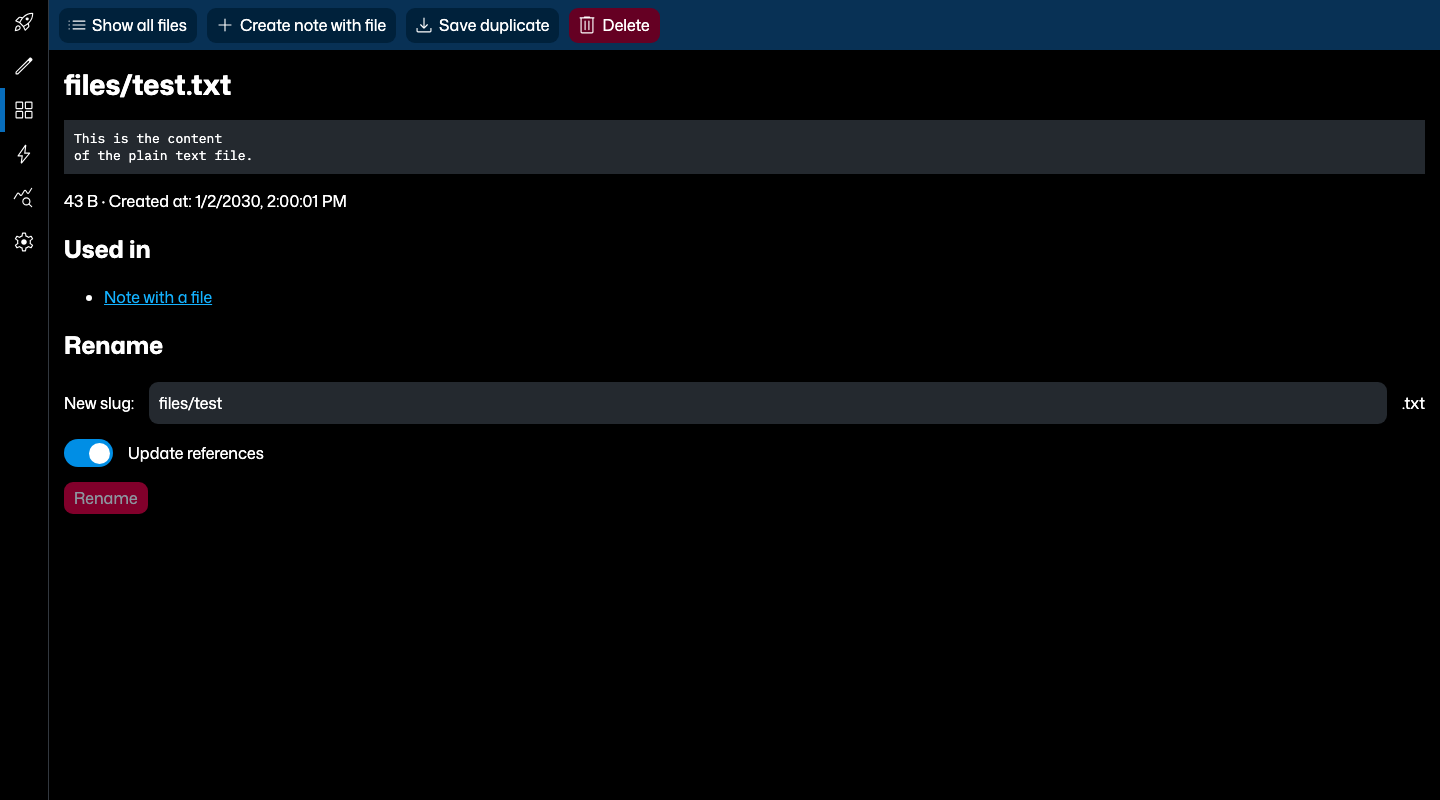 Show all files
Create note with file
Save duplicate
Delete
files/test.txt
This is the content
of the plain text file.
43 B · Created at: 1/2/2030, 2:00:01 PM
Used in
Note with a file
Rename
New slug: files/test .txt
Update references
Rename